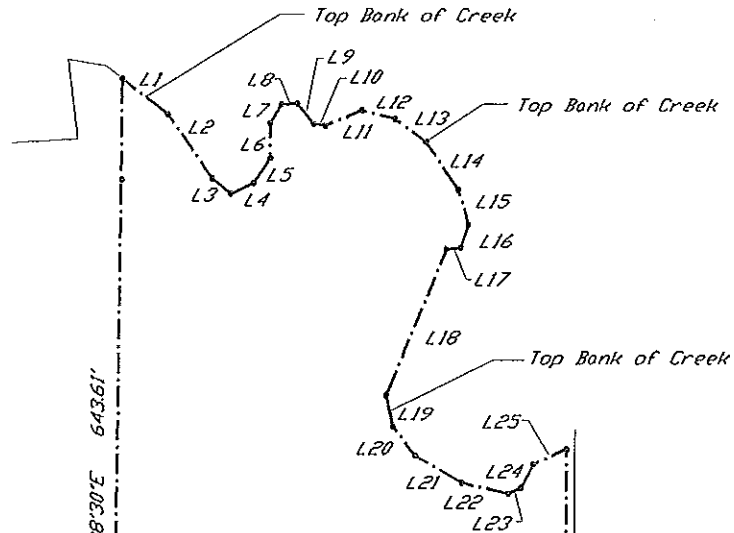 Top Bank of Creek
L1
L2
L3
L4
L5
L6
L7
L8
L9
L10
L11
L12
L13
Top Bank of Creek
L14
L15
L16
L17
L18
Top Bank of Creek
L19
L20
L21
L22
L23
L24
L25
8'30"E 643.61'